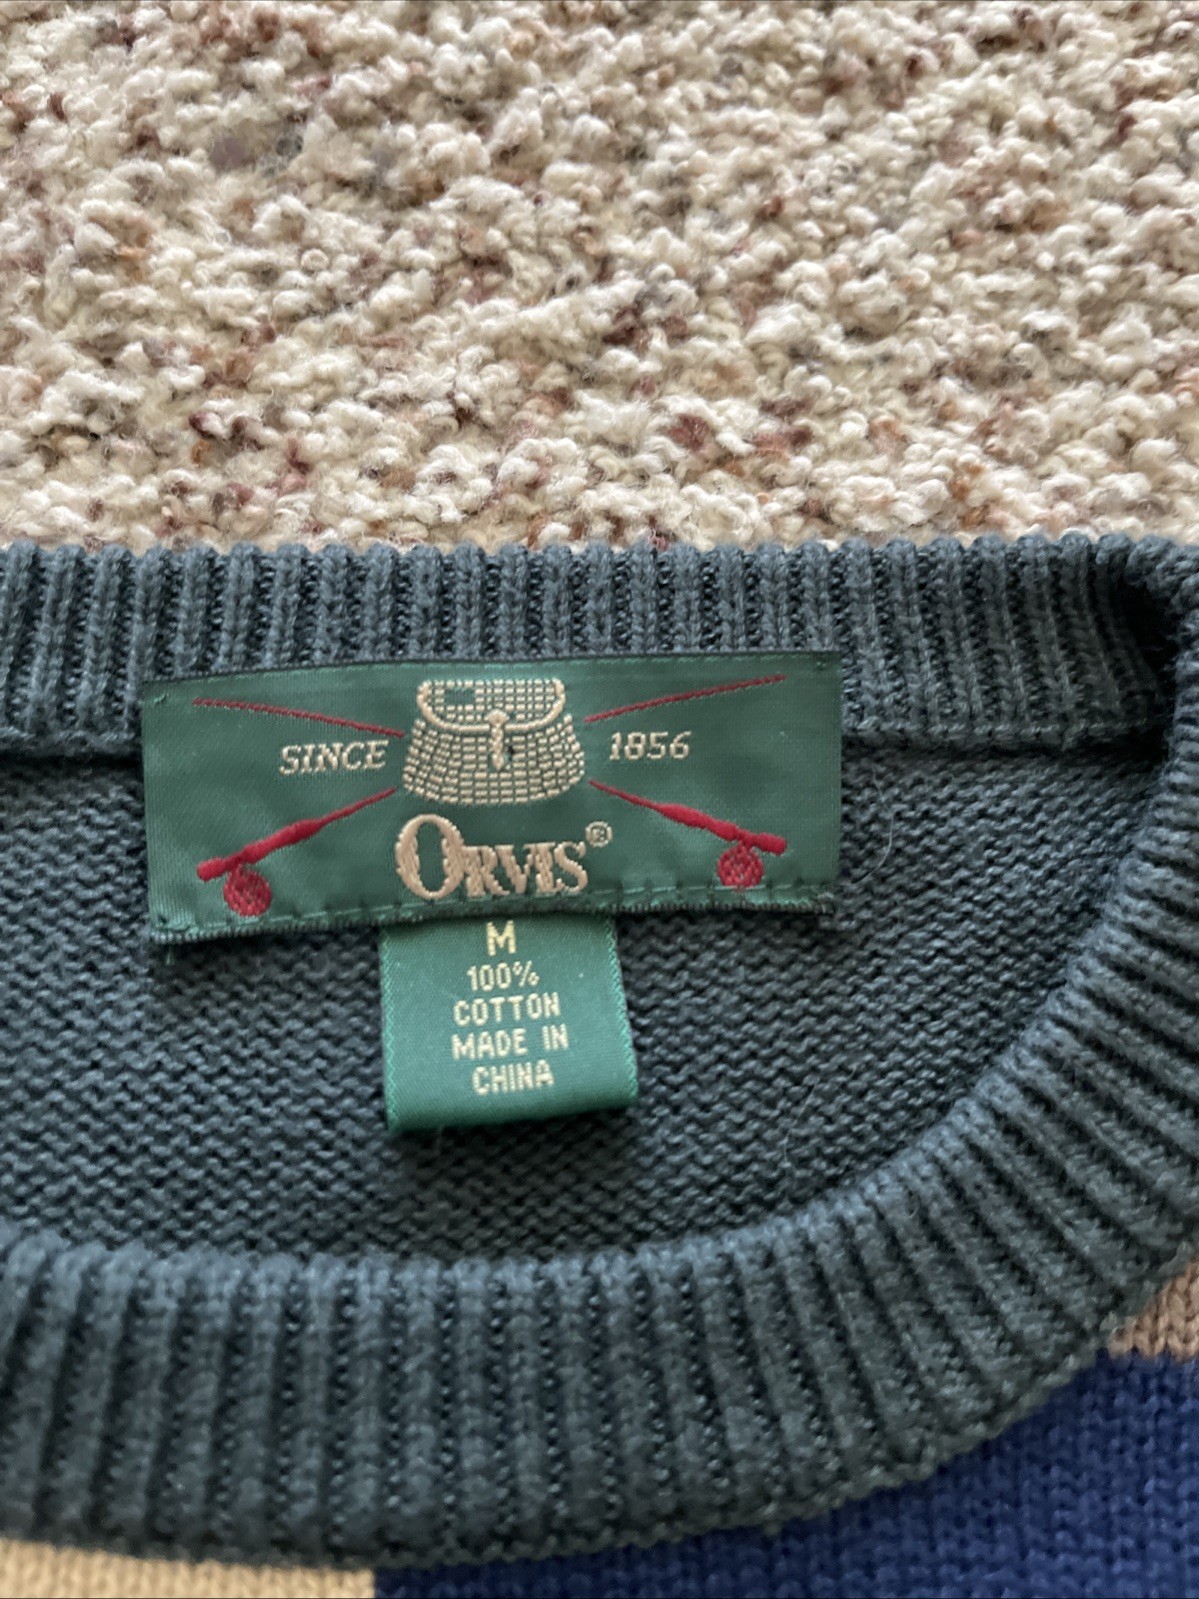 SINCE 1856
ORVIS®
M
100%
COTTON
MADE IN
CHINA